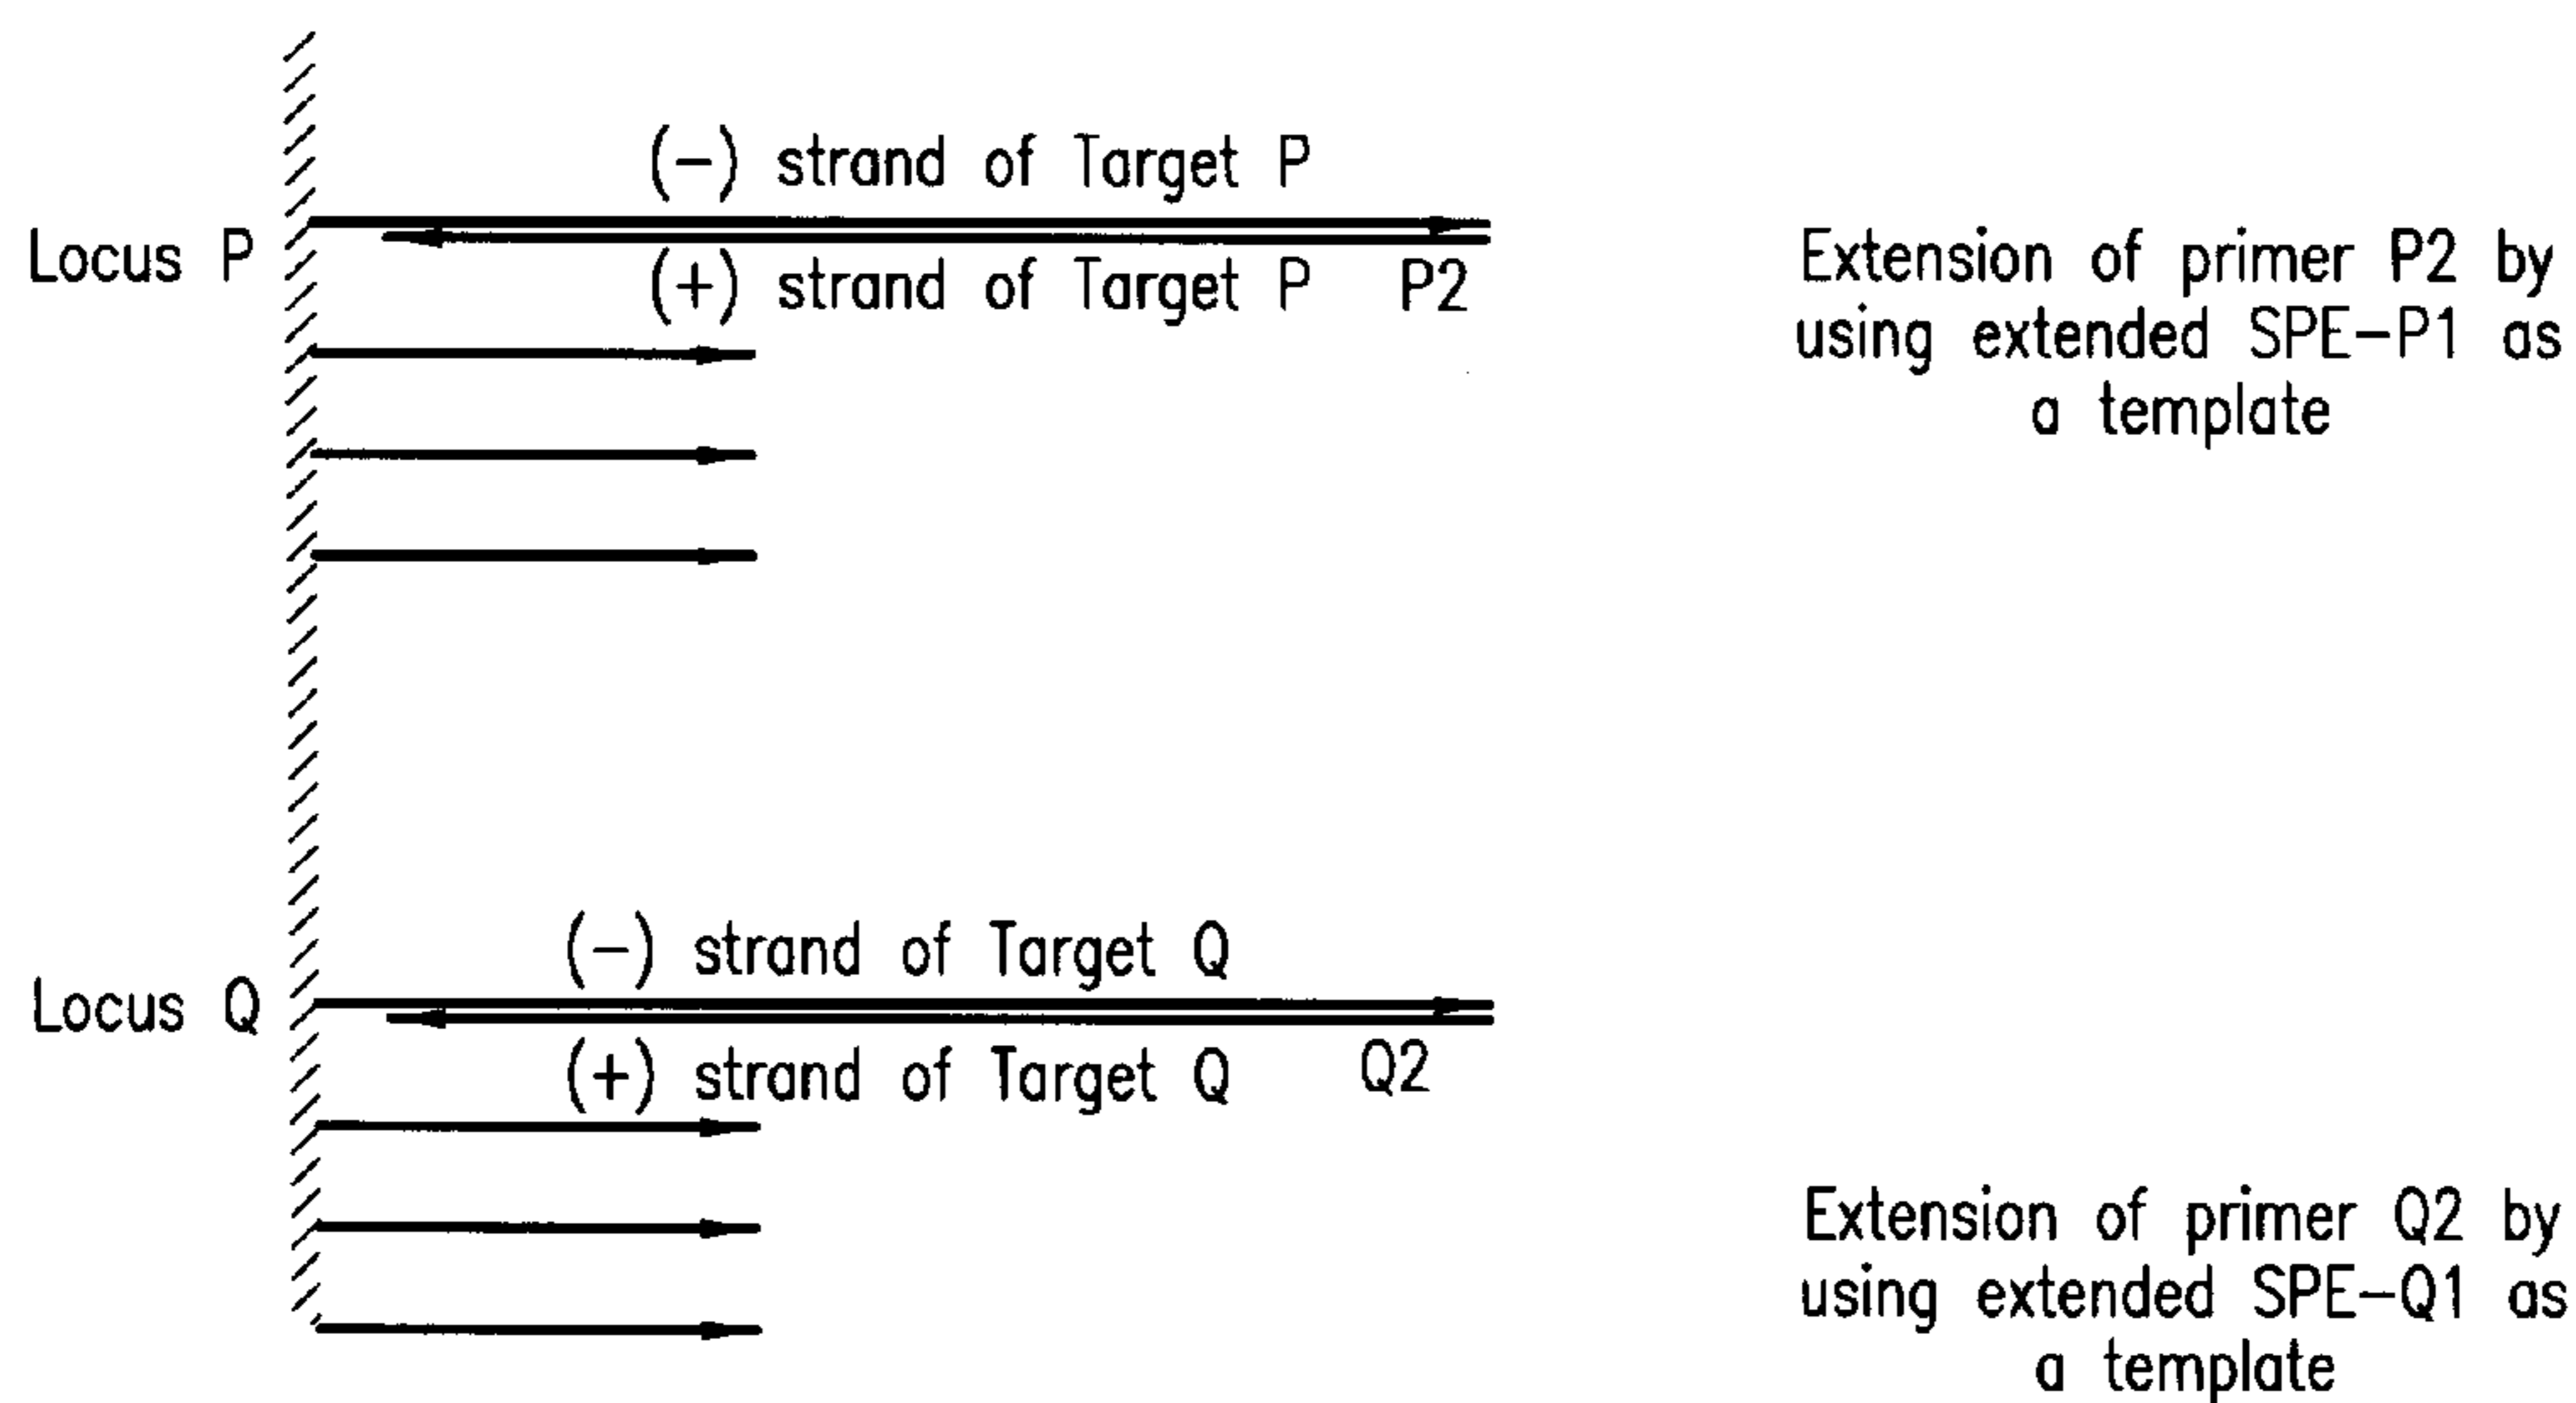 (-) strand of Target P
Locus P
(+) strand of Target P P2
Extension of primer P2 by
using extended SPE-P1 as
a template
(-) strand of Target Q
Locus Q
(+) strand of Target Q Q2
Extension of primer Q2 by
using extended SPE-Q1 as
a template